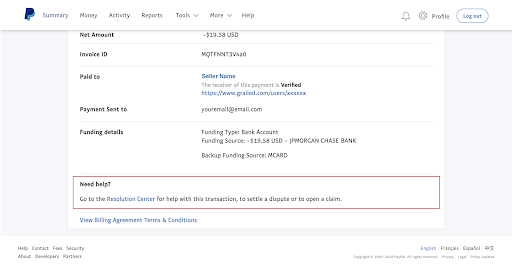 Summary Money Activity Reports Tools More Help Profile Log out
Net Amount -$19.58 USD
Invoice ID MQTFNNT3V4a0
Paid to Seller Name
The receiver of this payment is Verified
https://www.grailed.com/users/xxxxxx
Payment Sent to youremail@email.com
Funding details Funding Type: Bank Account
Funding Source: -$19.58 USD - JPMORGAN CHASE BANK
Backup Funding Source: MCARD
Need help?
Go to the Resolution Center for help with this transaction, to settle a dispute or to open a claim.
View Billing Agreement Terms & Conditions
Help Contact Fees Security English Français Español 中文
About Developers Partners Copyright © 1999-2020 PayPal. All rights reserved. Privacy Legal Policy updates